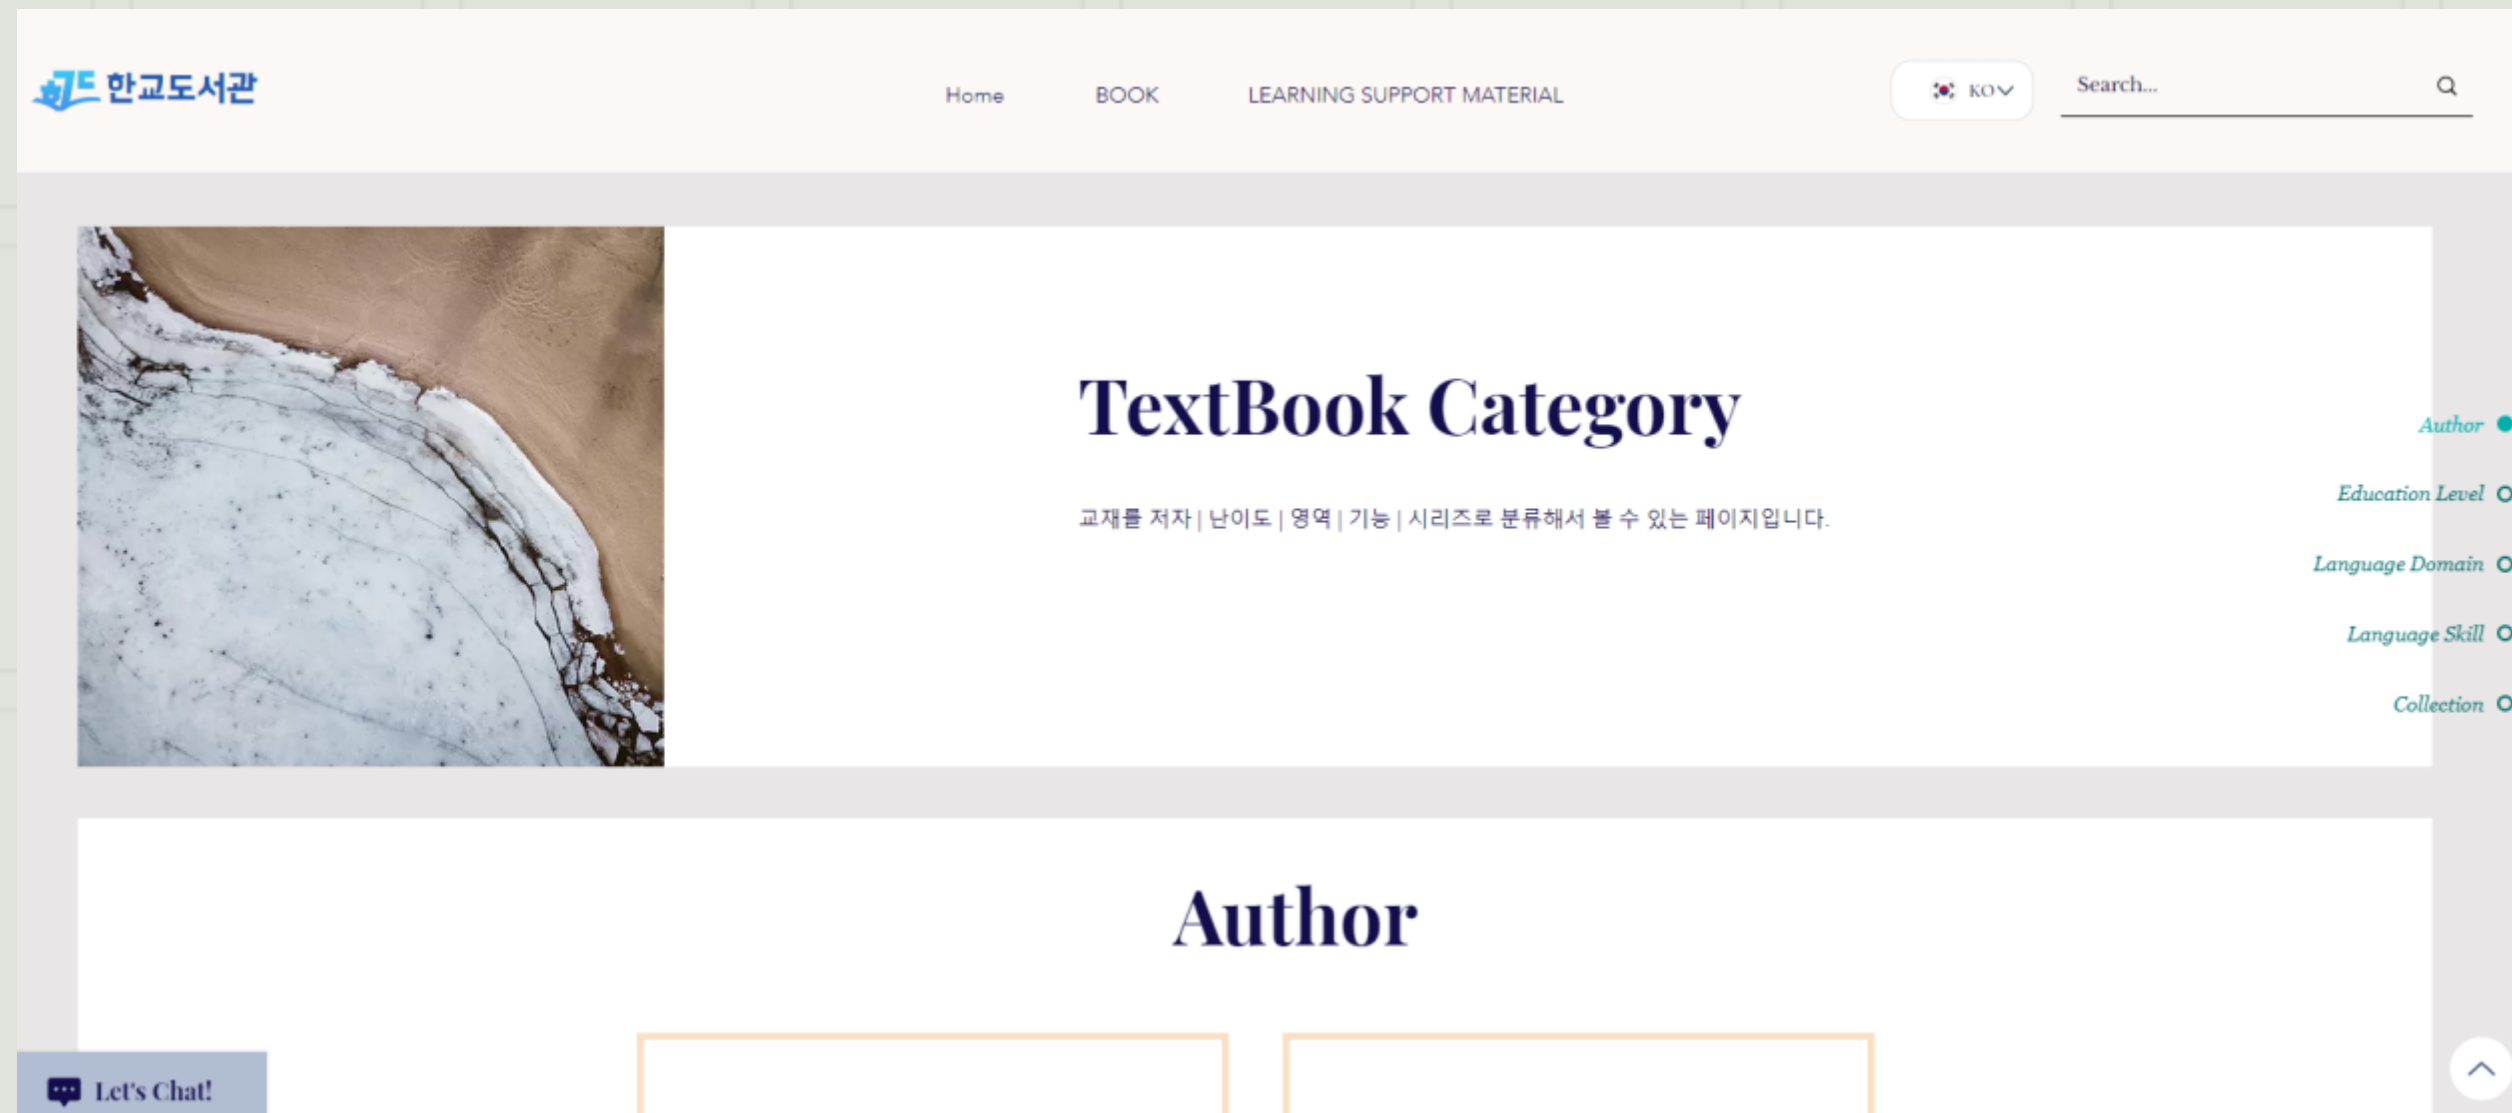 한교도서관
Home BOOK LEARNING SUPPORT MATERIAL
KO
Search...
TextBook Category
교재를 저자 | 난이도 | 영역 | 기능 | 시리즈로 분류해서 볼 수 있는 페이지입니다.
Author
Education Level
Language Domain
Language Skill
Collection
Author
Let's Chat!